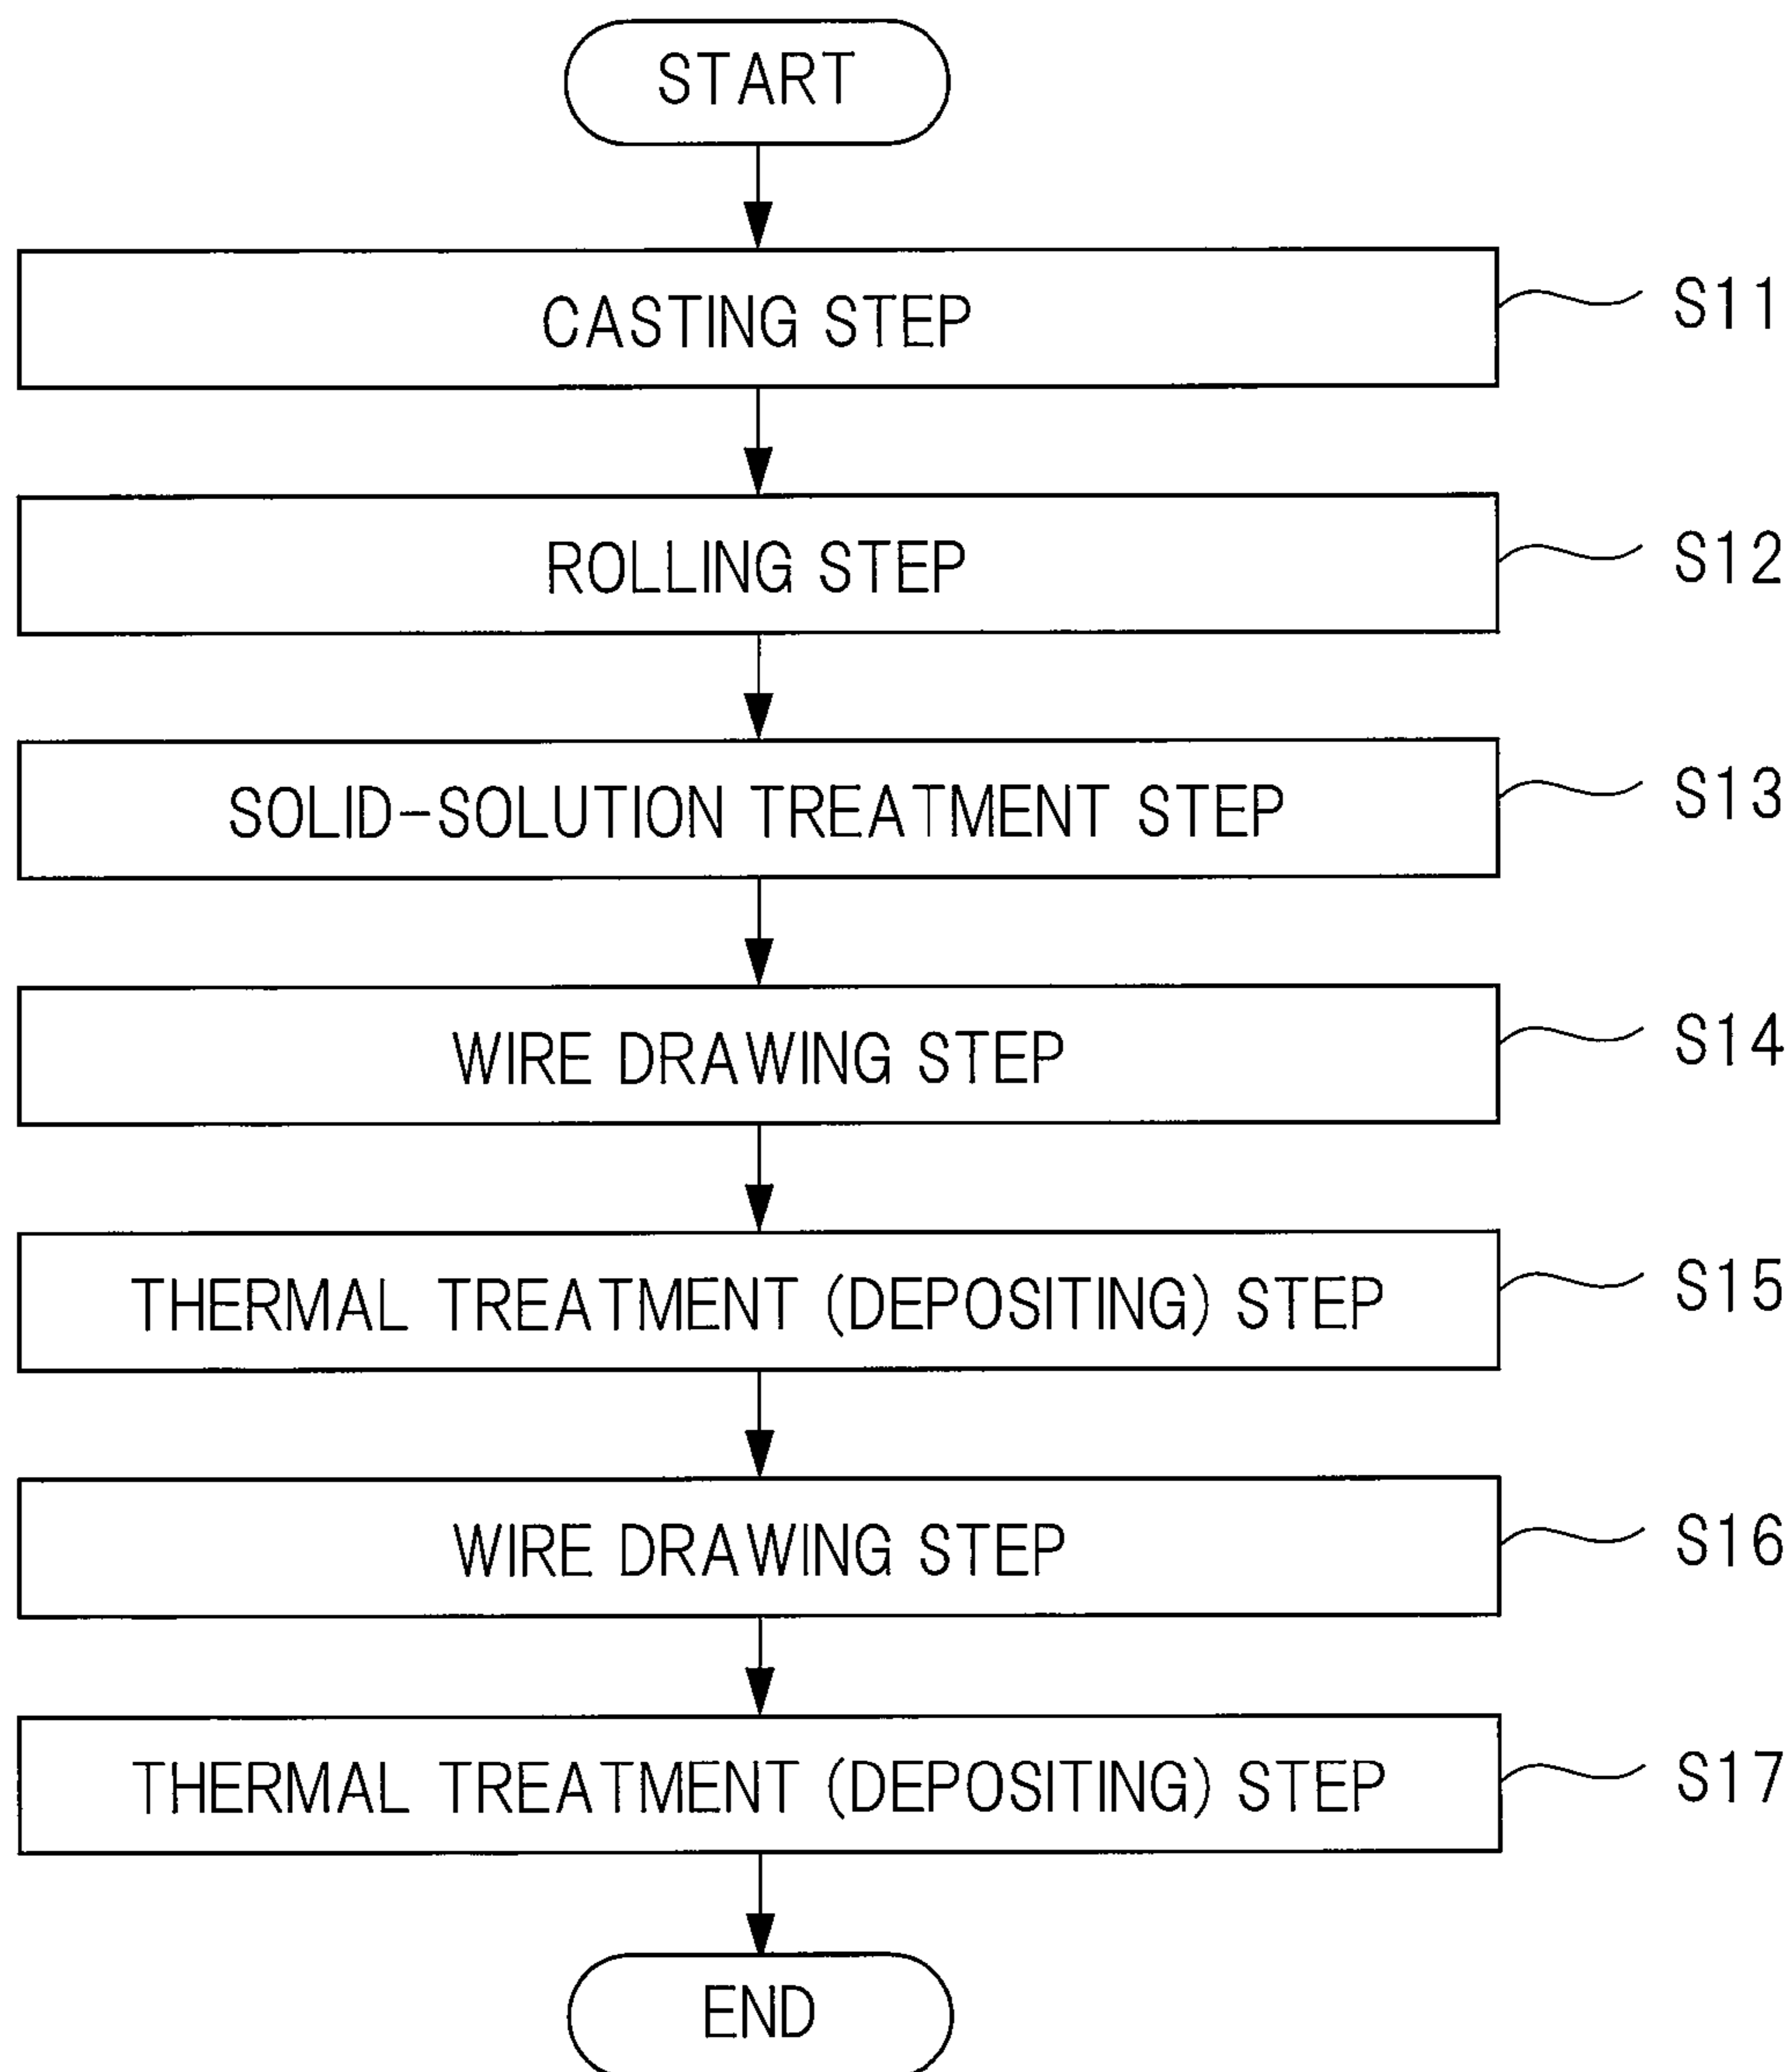 START
CASTING STEP S11
ROLLING STEP S12
SOLID-SOLUTION TREATMENT STEP S13
WIRE DRAWING STEP S14
THERMAL TREATMENT (DEPOSITING) STEP S15
WIRE DRAWING STEP S16
THERMAL TREATMENT (DEPOSITING) STEP S17
END